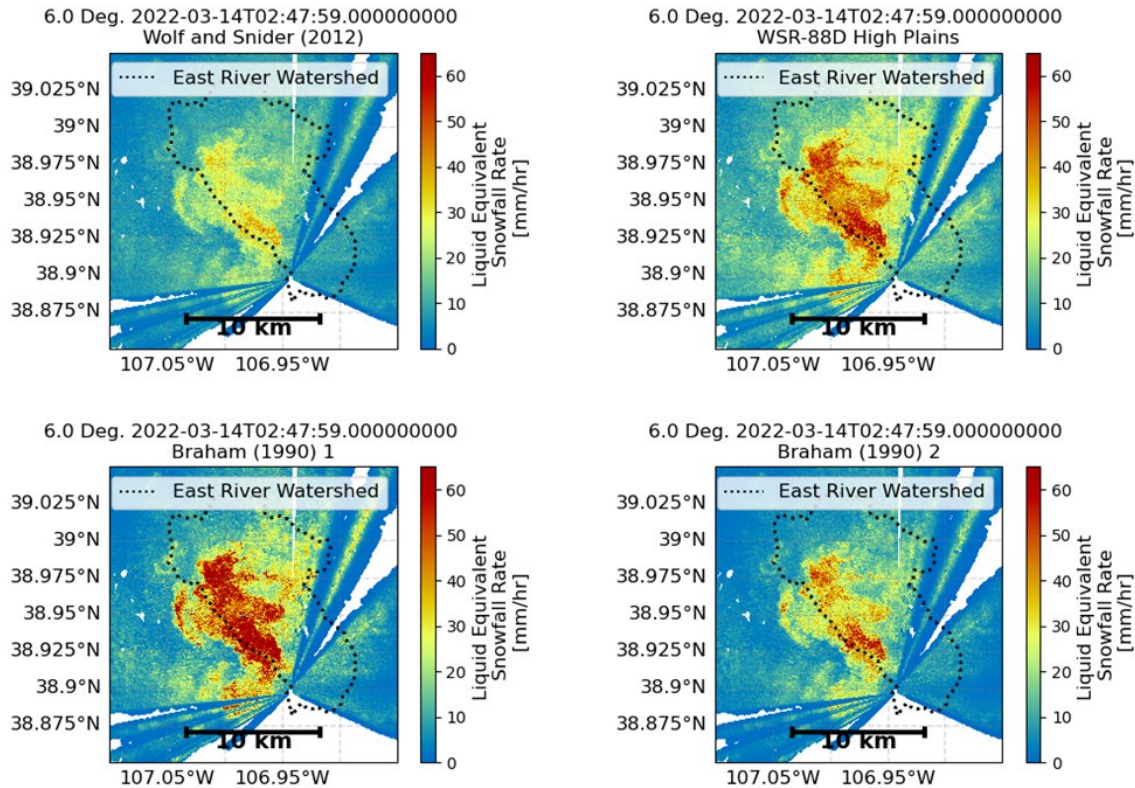 6.0 Deg. 2022-03-14T02:47:59.000000000
Wolf and Snider (2012)
East River Watershed
39.025°N
39°N
38.975°N
38.95°N
38.925°N
38.9°N
38.875°N
10 km
107.05°W 106.95°W
60
50
40
30
20
10
0
Liquid Equivalent
Snowfall Rate
[mm/hr]
6.0 Deg. 2022-03-14T02:47:59.000000000
WSR-88D High Plains
East River Watershed
39.025°N
39°N
38.975°N
38.95°N
38.925°N
38.9°N
38.875°N
10 km
107.05°W 106.95°W
60
50
40
30
20
10
0
Liquid Equivalent
Snowfall Rate
[mm/hr]
6.0 Deg. 2022-03-14T02:47:59.000000000
Braham (1990) 1
East River Watershed
39.025°N
39°N
38.975°N
38.95°N
38.925°N
38.9°N
38.875°N
10 km
107.05°W 106.95°W
60
50
40
30
20
10
0
Liquid Equivalent
Snowfall Rate
[mm/hr]
6.0 Deg. 2022-03-14T02:47:59.000000000
Braham (1990) 2
East River Watershed
39.025°N
39°N
38.975°N
38.95°N
38.925°N
38.9°N
38.875°N
10 km
107.05°W 106.95°W
60
50
40
30
20
10
0
Liquid Equivalent
Snowfall Rate
[mm/hr]